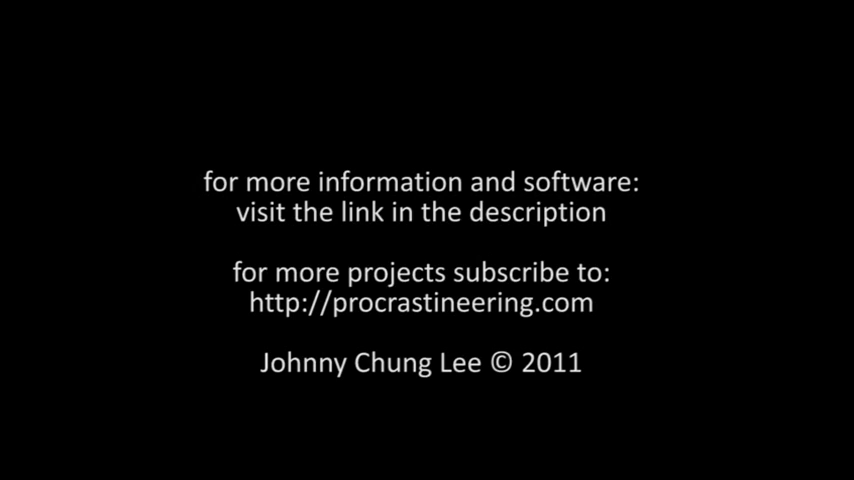 for more information and software:
visit the link in the description
for more projects subscribe to:
http://procrastineering.com
Johnny Chung Lee © 2011